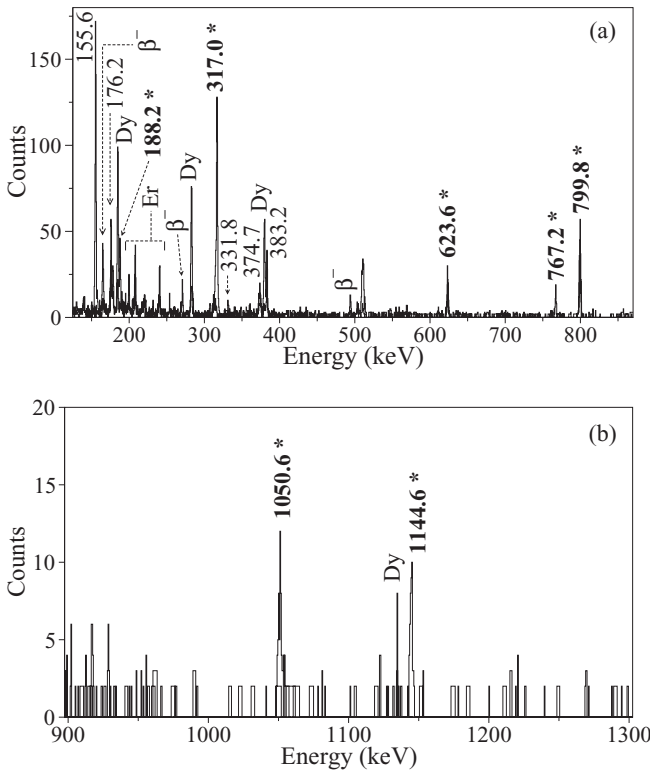 (a)
155.6
β⁻
176.2
Dy
188.2 *
Er
β⁻
Dy
317.0 *
331.8
374.7
Dy
383.2
β⁻
623.6 *
767.2 *
799.8 *
150
100
50
0
Counts
200 300 400 500 600 700 800
Energy (keV)
(b)
1050.6 *
Dy
1144.6 *
20
15
10
5
0
Counts
900 1000 1100 1200 1300
Energy (keV)